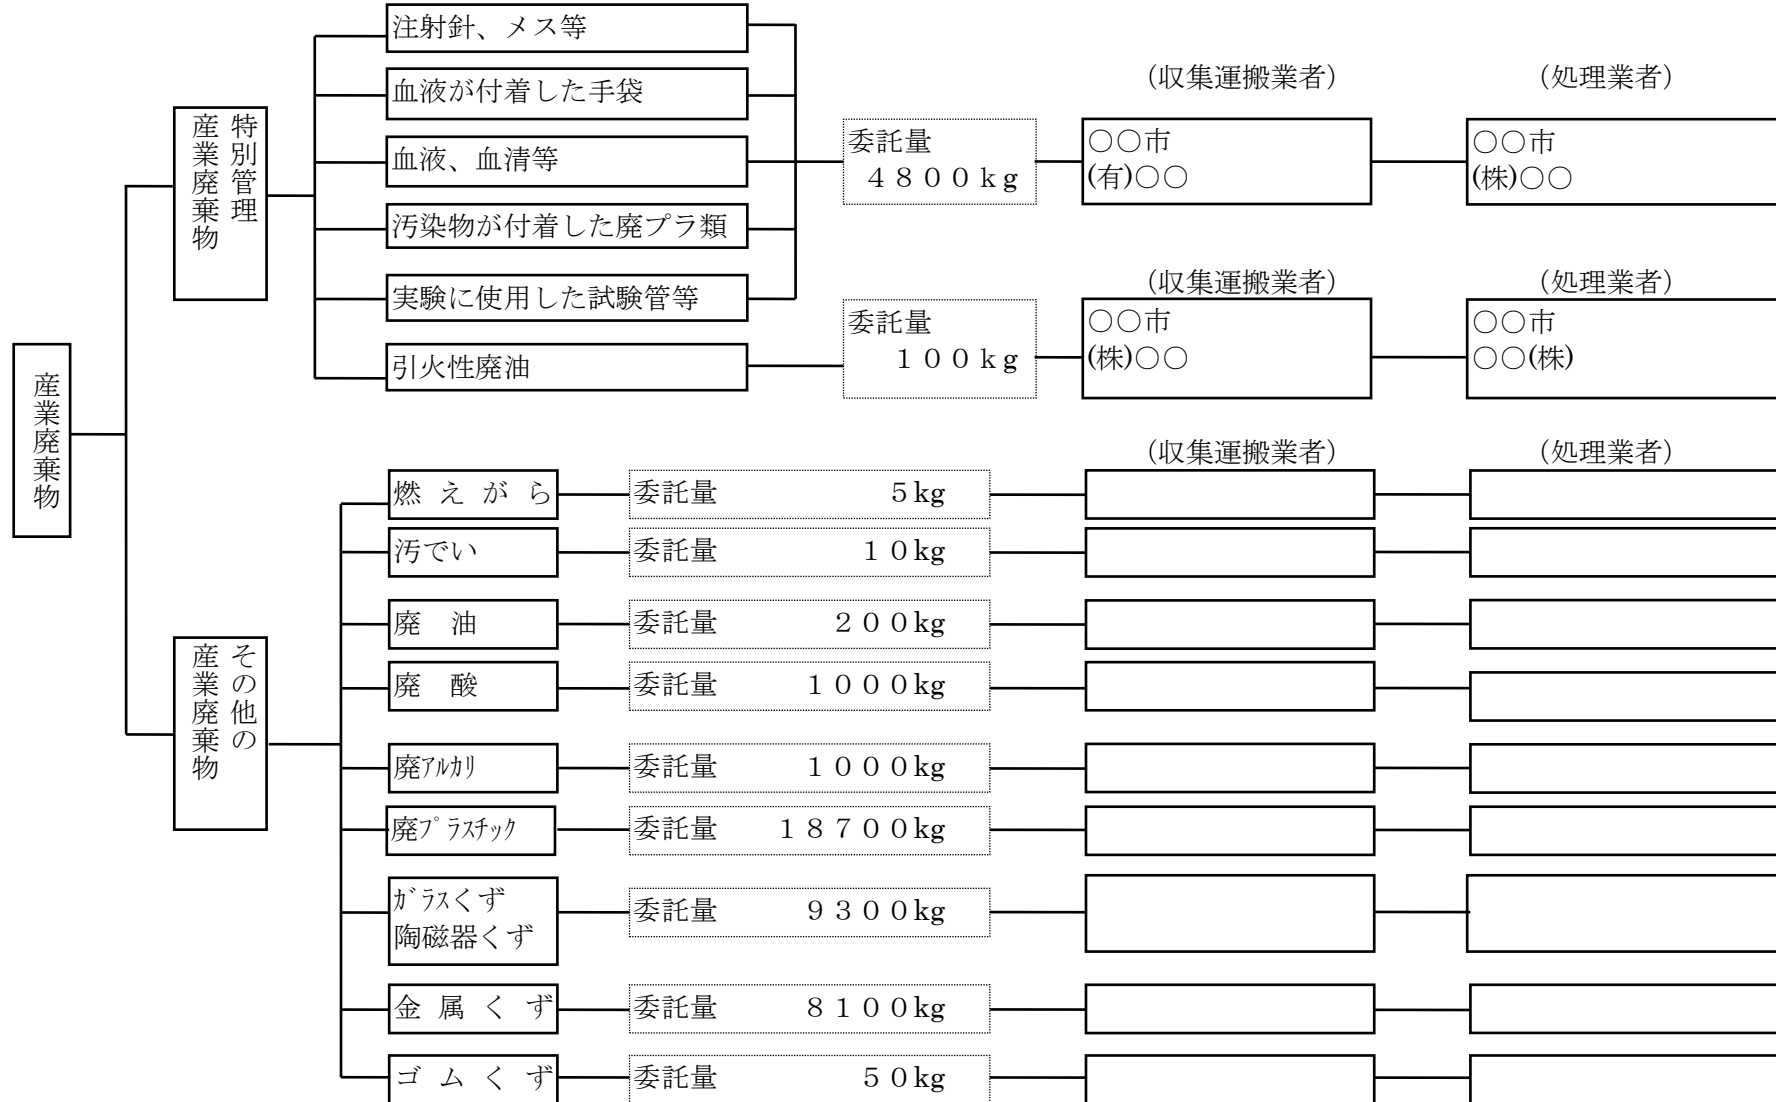 産業廃棄物
特別管理
産業廃棄物
注射針、メス等
血液が付着した手袋
血液、血清等
汚染物が付着した廃プラ類
実験に使用した試験管等
委託量
４８００kg
(収集運搬業者)
○○市
(有)○○
(処理業者)
○○市
(株)○○
引火性廃油
委託量
１００kg
(収集運搬業者)
○○市
(株)○○
(処理業者)
○○市
○○(株)
その他の
産業廃棄物
(収集運搬業者)
(処理業者)
燃えがら 委託量 ５kg
汚でい 委託量 １０kg
廃 油 委託量 ２００kg
廃 酸 委託量 １０００kg
廃ｱﾙｶﾘ 委託量 １０００kg
廃ﾌﾟﾗｽﾁｯｸ 委託量 １８７００kg
ｶﾞﾗｽくず
陶磁器くず
委託量 ９３００kg
金属くず 委託量 ８１００kg
ゴムくず 委託量 ５０kg